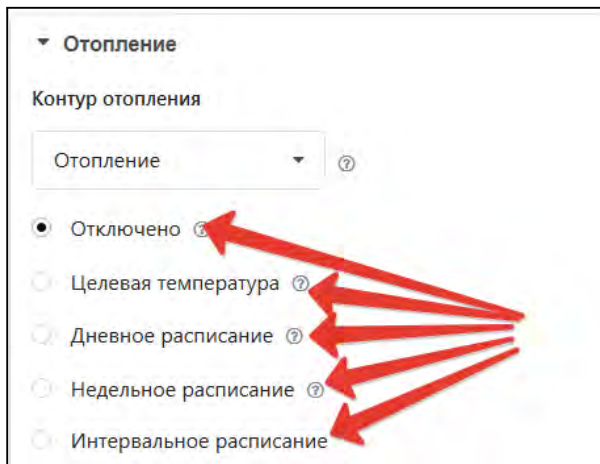 Отопление
Контур отопления
Отопление
Отключено
Целевая температура
Дневное расписание
Недельное расписание
Интервальное расписание